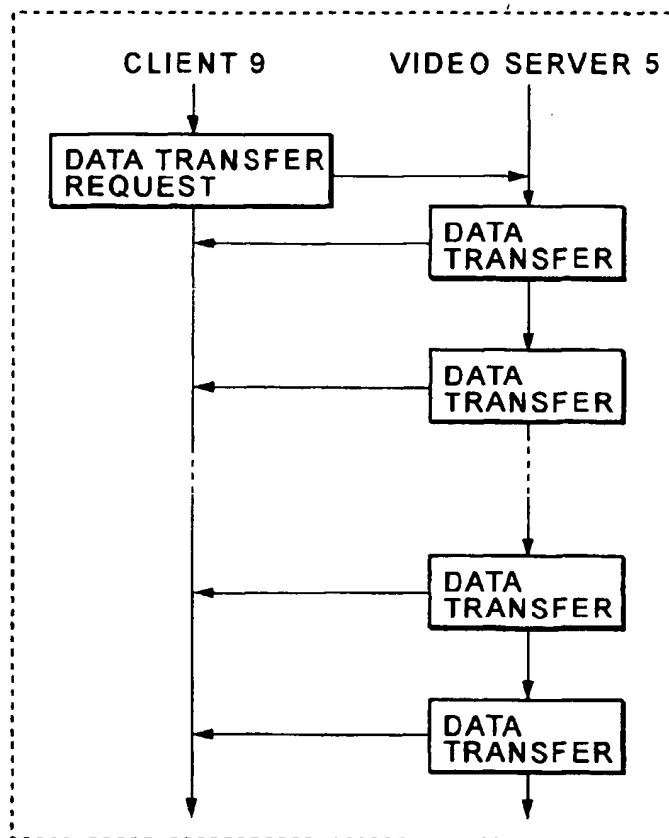 CLIENT 9
VIDEO SERVER 5
DATA TRANSFER
REQUEST
DATA
TRANSFER
DATA
TRANSFER
DATA
TRANSFER
DATA
TRANSFER